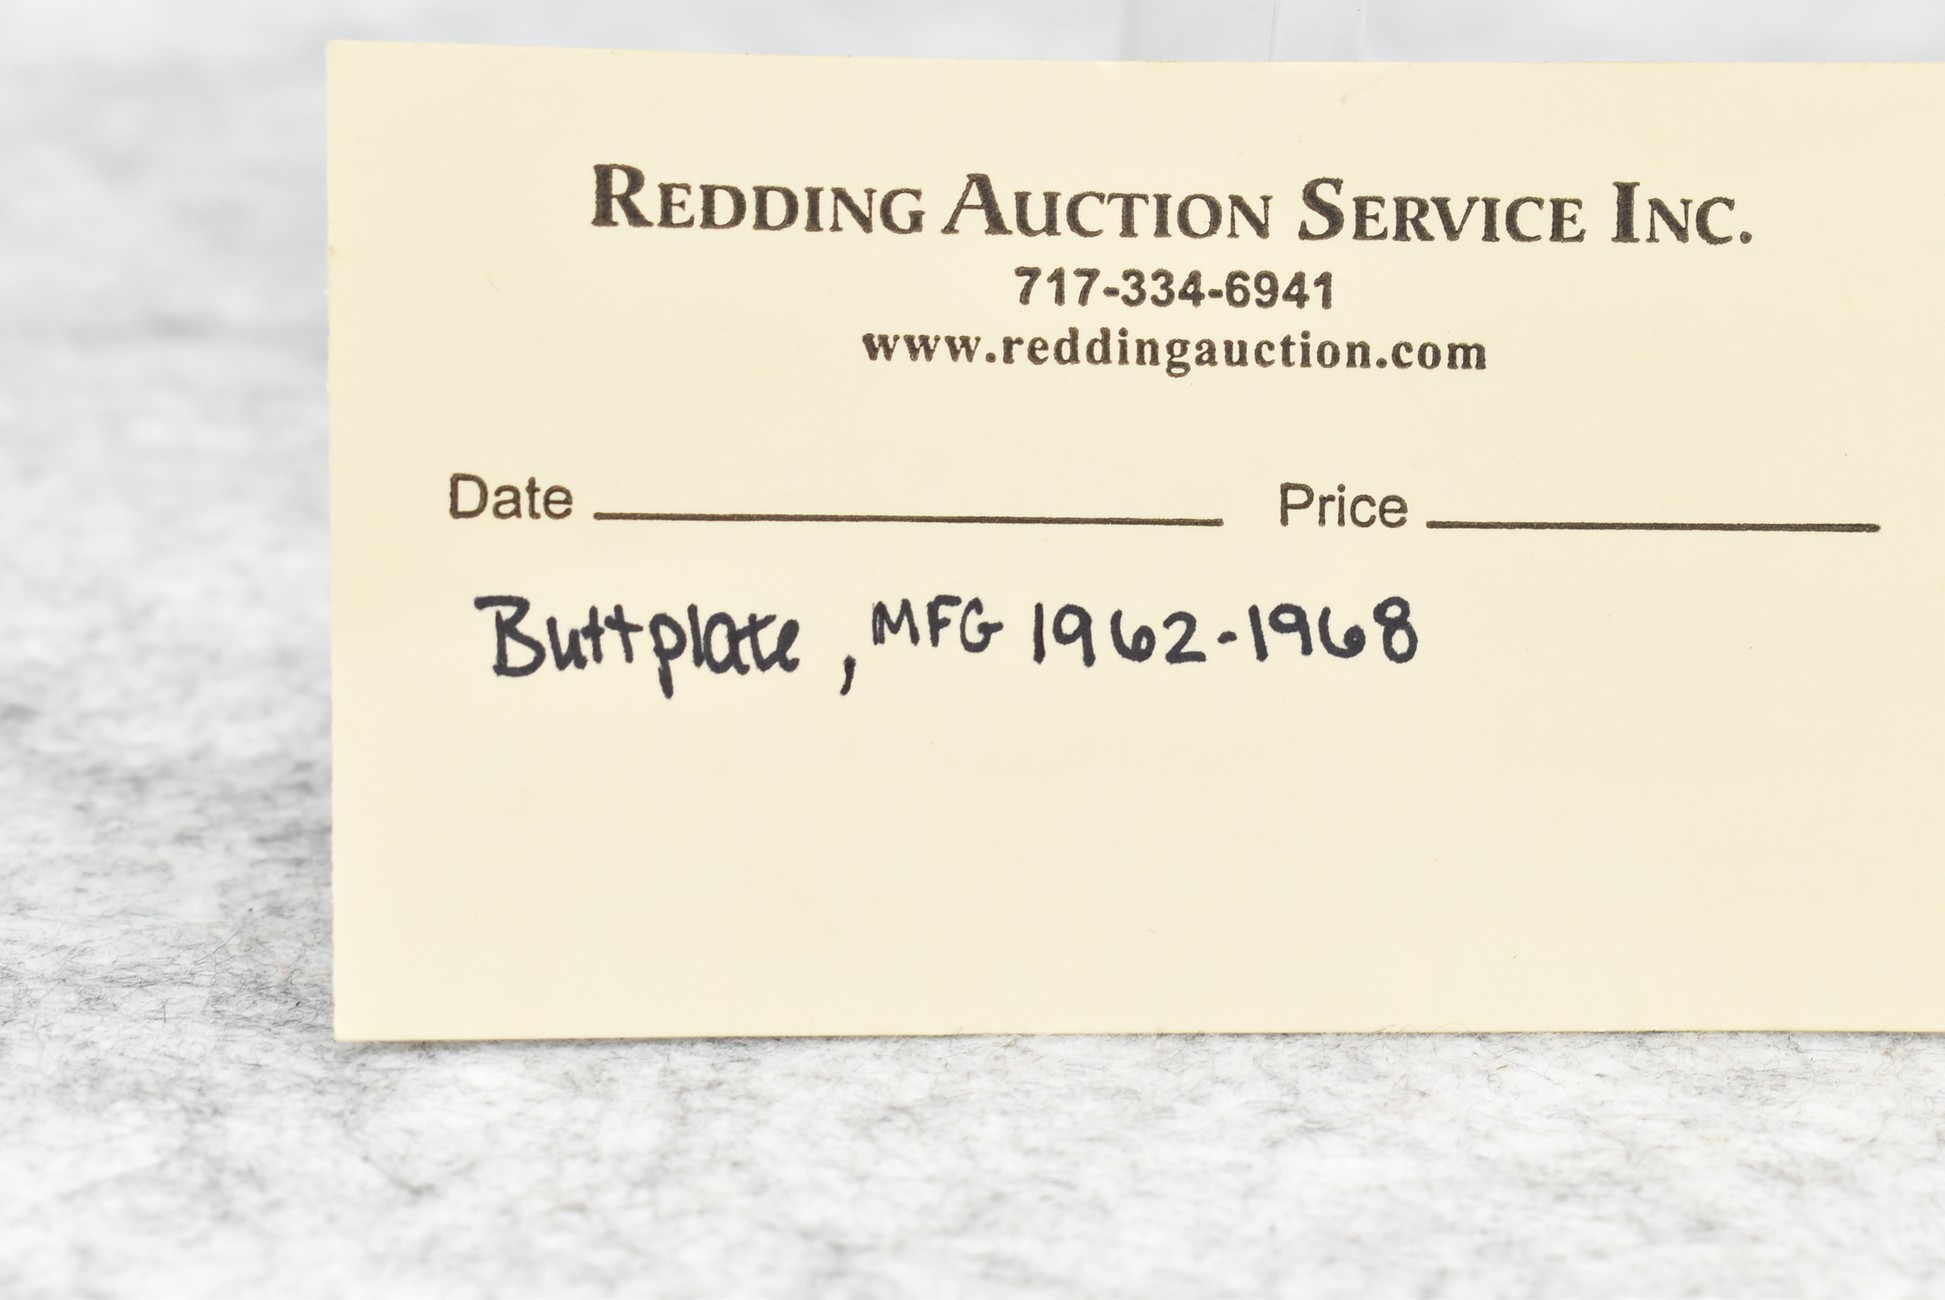 REDDING AUCTION SERVICE INC.
717-334-6941
www.reddingauction.com
Date Price
Buttplate, MFG 1962-1968